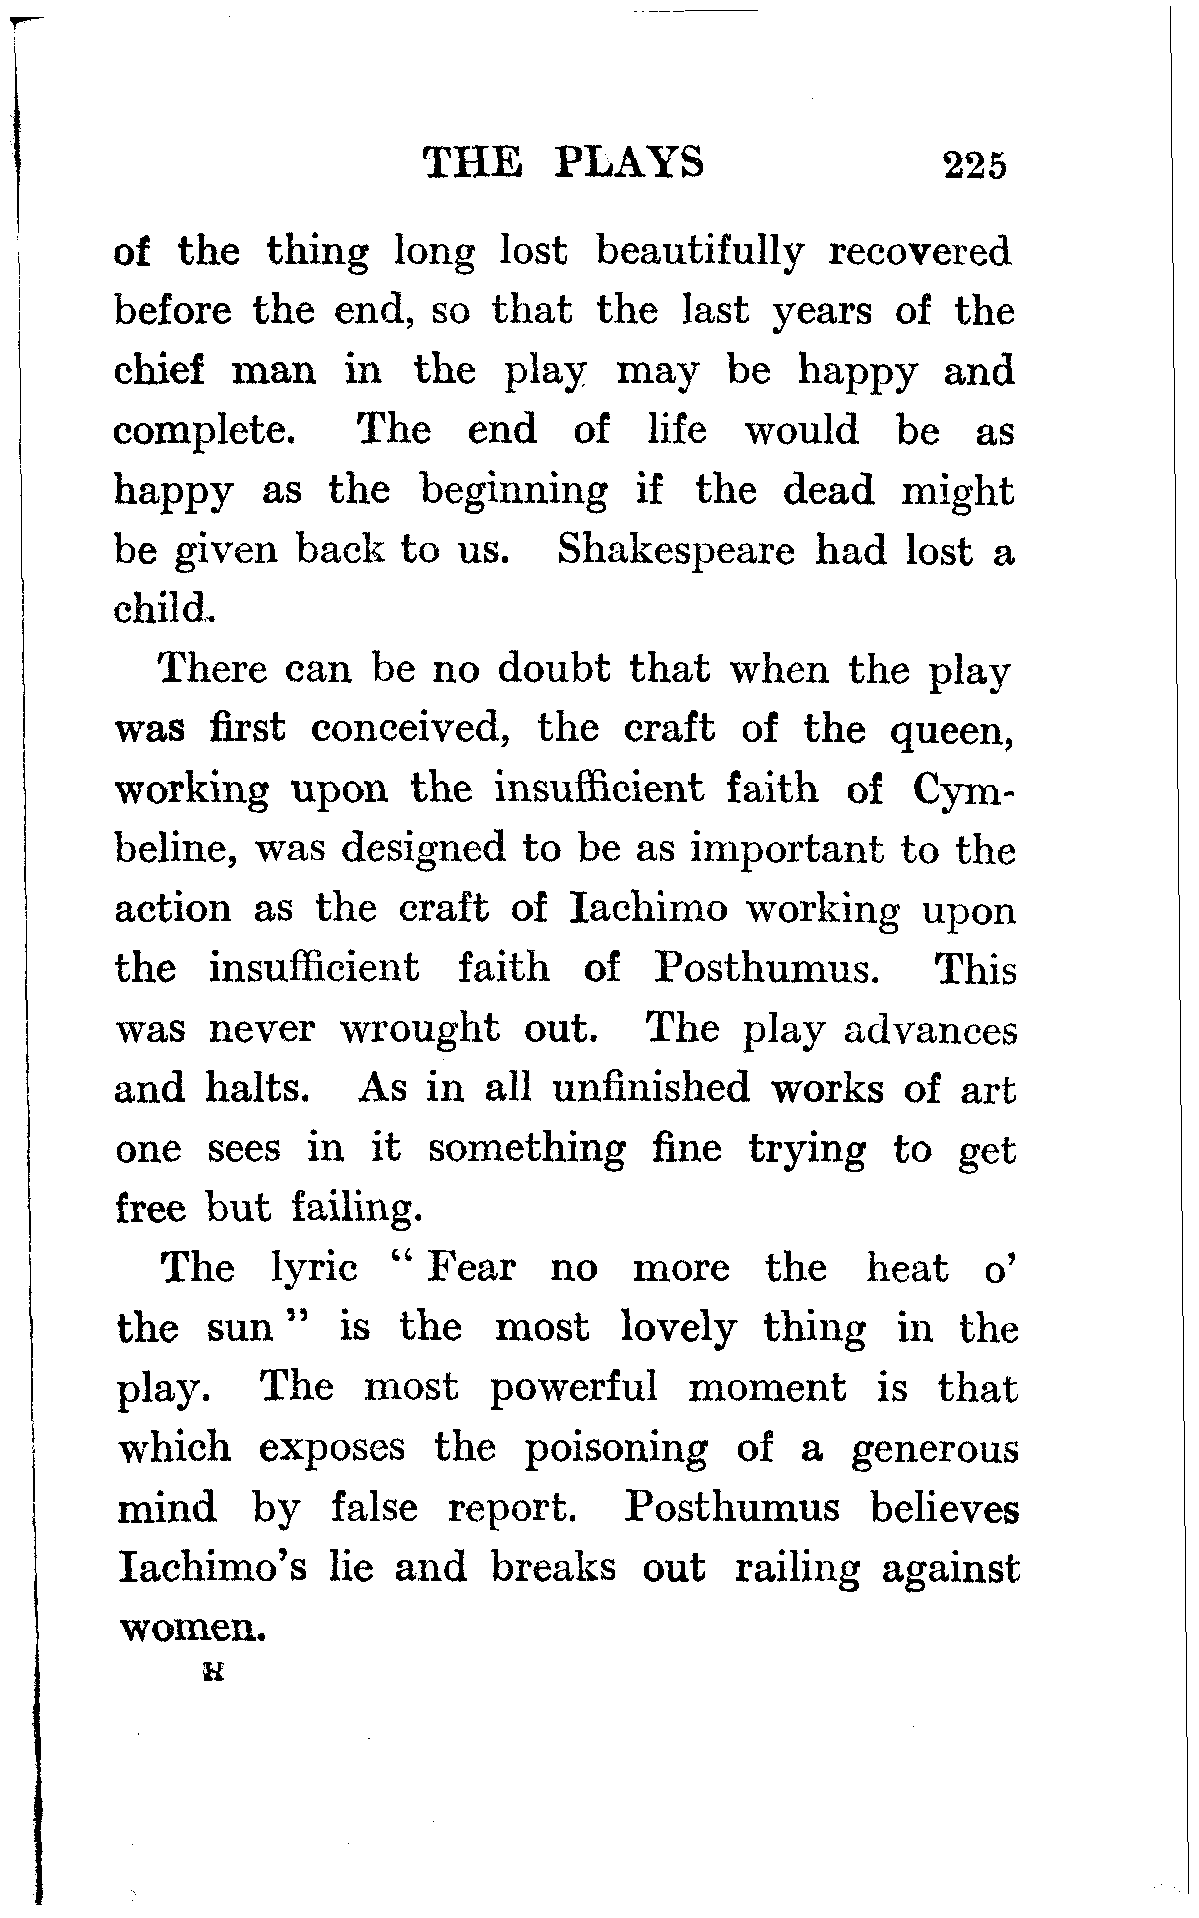 THE PLAYS 225
of the thing long lost beautifully recovered
before the end, so that the last years of the
chief man in the play may be happy and
complete. The end of life would be as
happy as the beginning if the dead might
be given back to us. Shakespeare had lost a
child.
There can be no doubt that when the play
was first conceived, the craft of the queen,
working upon the insufficient faith of Cym-
beline, was designed to be as important to the
action as the craft of Iachimo working upon
the insufficient faith of Posthumus. This
was never wrought out. The play advances
and halts. As in all unfinished works of art
one sees in it something fine trying to get
free but failing.
The lyric “ Fear no more the heat o’
the sun ” is the most lovely thing in the
play. The most powerful moment is that
which exposes the poisoning of a generous
mind by false report. Posthumus believes
Iachimo’s lie and breaks out railing against
women.
H